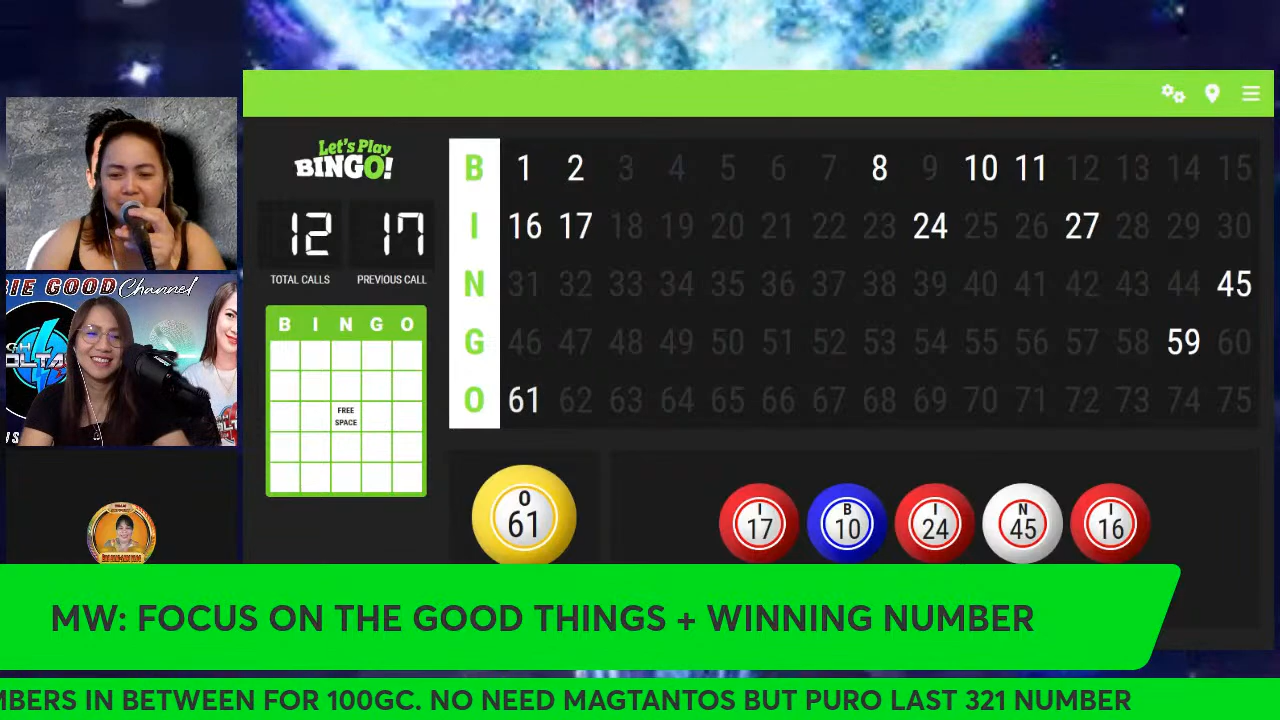 Let's Play
BINGO!
12
17
TOTAL CALLS
PREVIOUS CALL
B I N G O
FREE
SPACE
B 1 2 3 4 5 6 7 8 9 10 11 12 13 14 15
I 16 17 18 19 20 21 22 23 24 25 26 27 28 29 30
N 31 32 33 34 35 36 37 38 39 40 41 42 43 44 45
G 46 47 48 49 50 51 52 53 54 55 56 57 58 59 60
O 61 62 63 64 65 66 67 68 69 70 71 72 73 74 75
BIE GOOD Channel
O
61
I
17
B
10
I
24
N
45
I
16
MW: FOCUS ON THE GOOD THINGS + WINNING NUMBER
MBERS IN BETWEEN FOR 100GC. NO NEED MAGTANTOS BUT PURO LAST 321 NUMBER